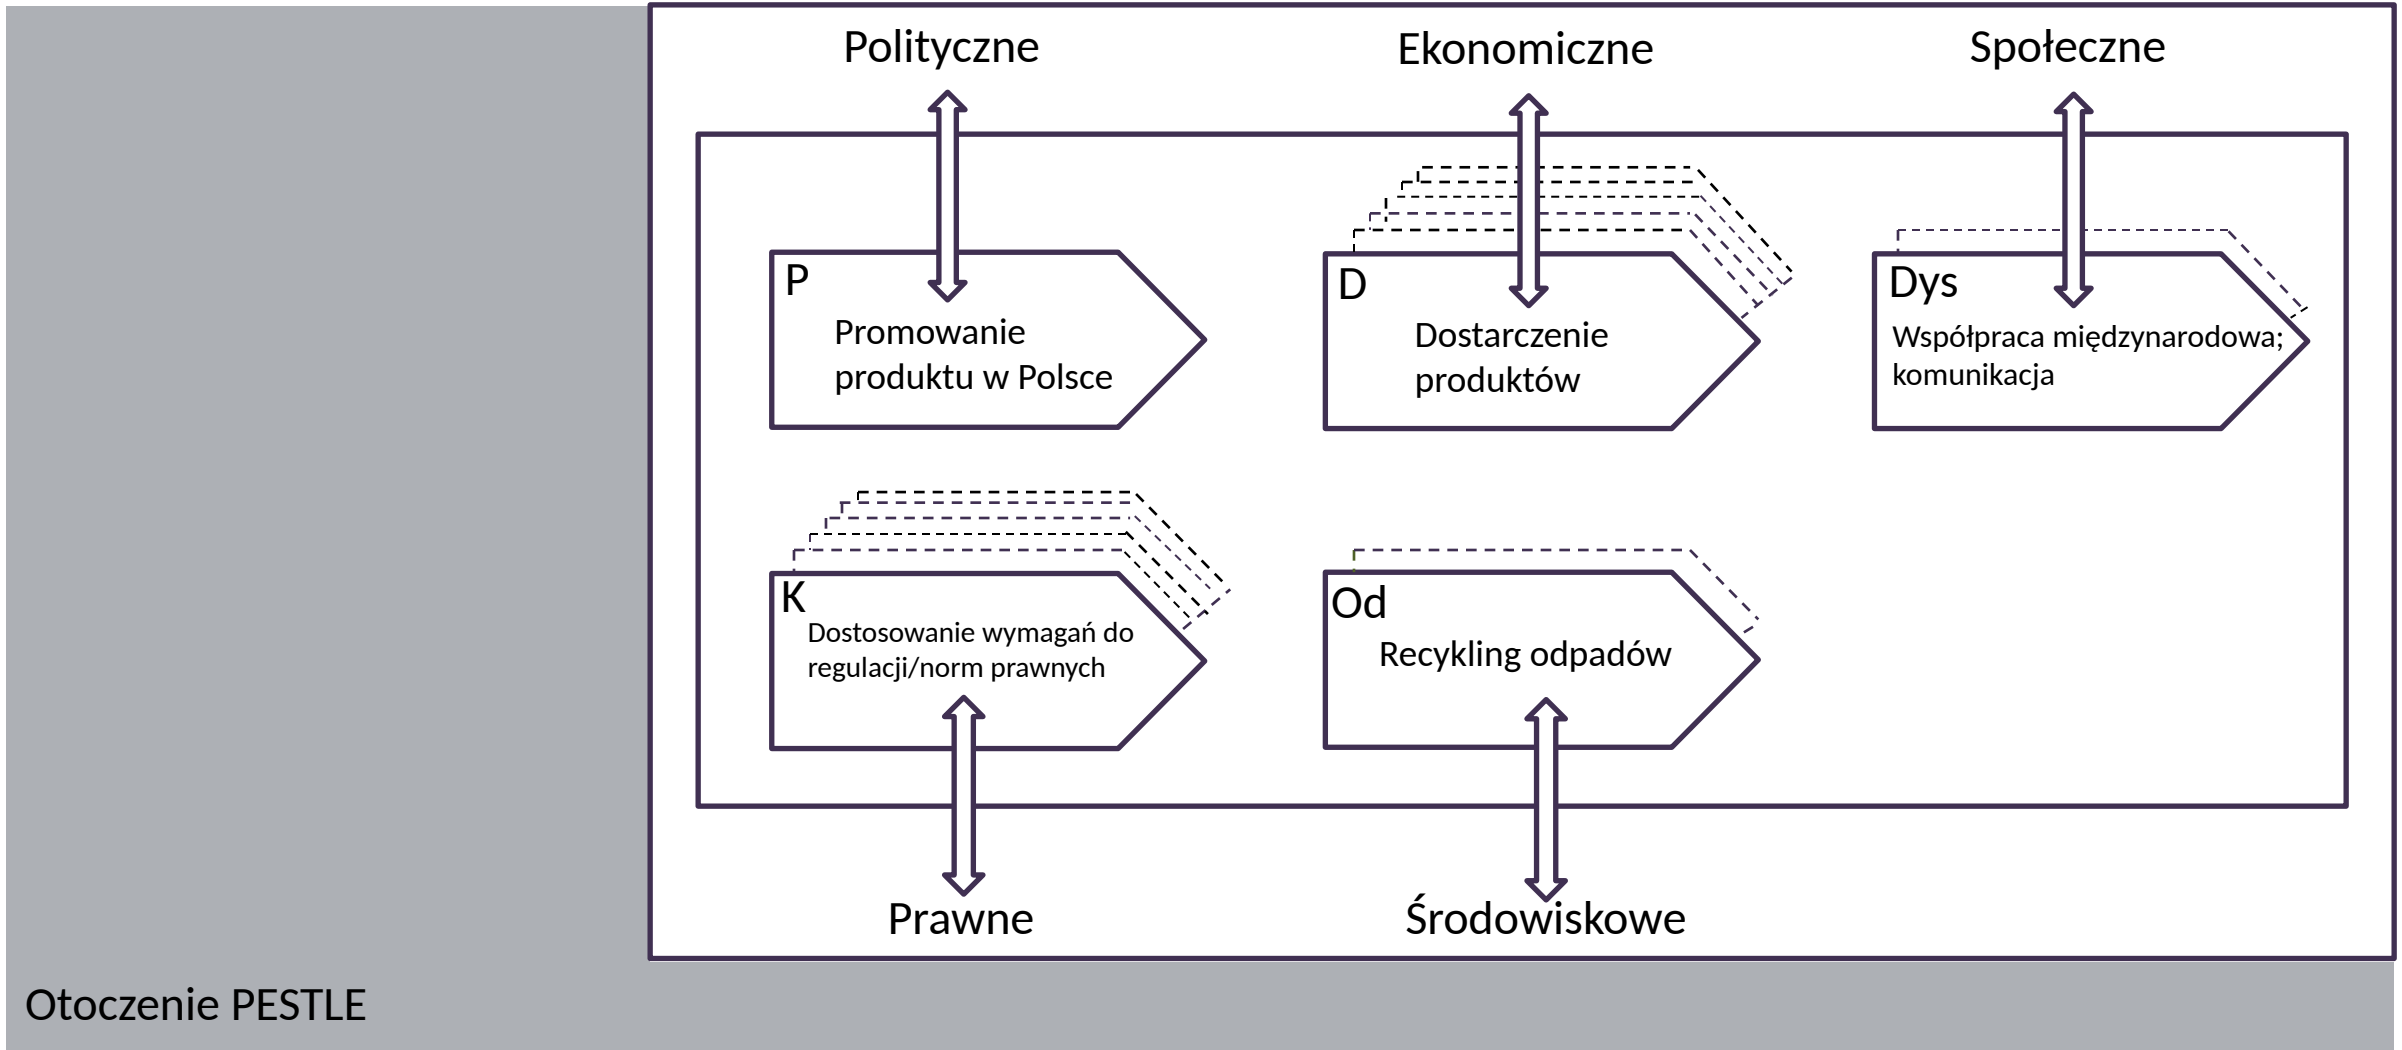 Polityczne
Ekonomiczne
Społeczne
P
Promowanie
produktu w Polsce
D
Dostarczenie
produktów
Dys
Współpraca międzynarodowa;
komunikacja
K
Dostosowanie wymagań do
regulacji/norm prawnych
Od
Recykling odpadów
Prawne
Środowiskowe
Otoczenie PESTLE